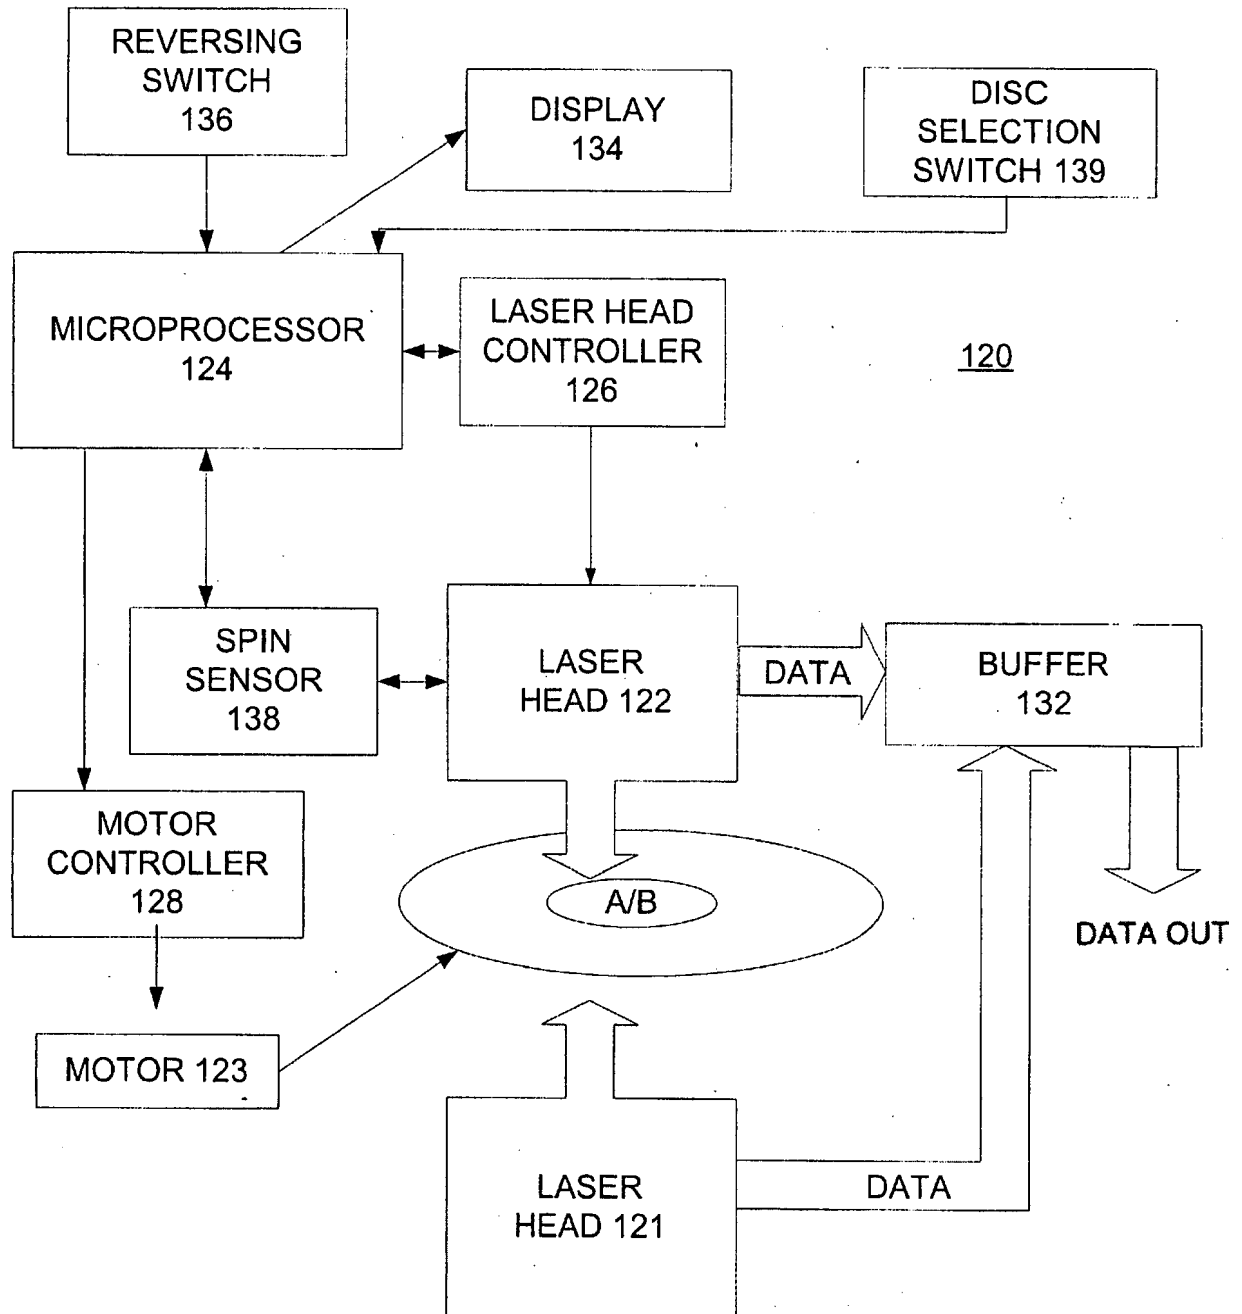 REVERSING
SWITCH
136
DISPLAY
134
DISC
SELECTION
SWITCH 139
MICROPROCESSOR
124
LASER HEAD
CONTROLLER
126
120
SPIN
SENSOR
138
LASER
HEAD 122
DATA
BUFFER
132
MOTOR
CONTROLLER
128
A/B
DATA OUT
MOTOR 123
LASER
HEAD 121
DATA